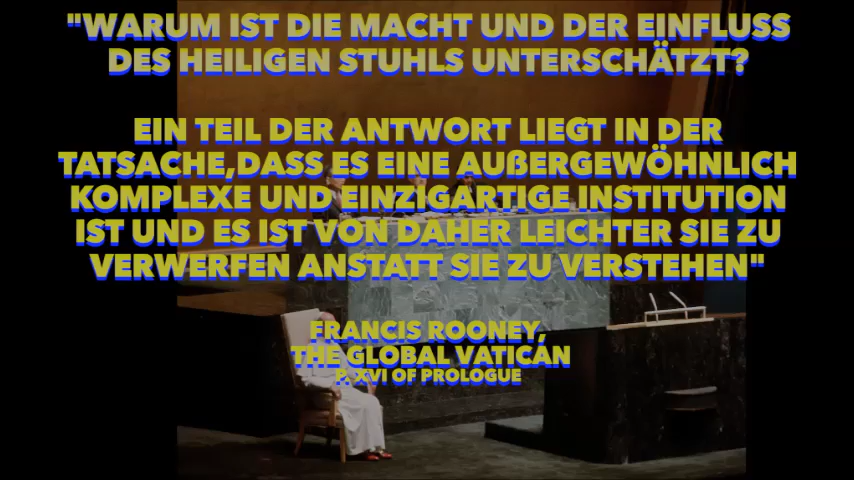 "WARUM IST DIE MACHT UND DER EINFLUSS
DES HEILIGEN STUHLS UNTERSCHÄTZT?
EIN TEIL DER ANTWORT LIEGT IN DER
TATSACHE,DASS ES EINE AUßERGEWÖHNLICH
KOMPLEXE UND EINZIGARTIGE INSTITUTION
IST UND ES IST VON DAHER LEICHTER SIE ZU
VERWERFEN ANSTATT SIE ZU VERSTEHEN"
FRANCIS ROONEY,
THE GLOBAL VATICAN
P. XVI OF PROLOGUE